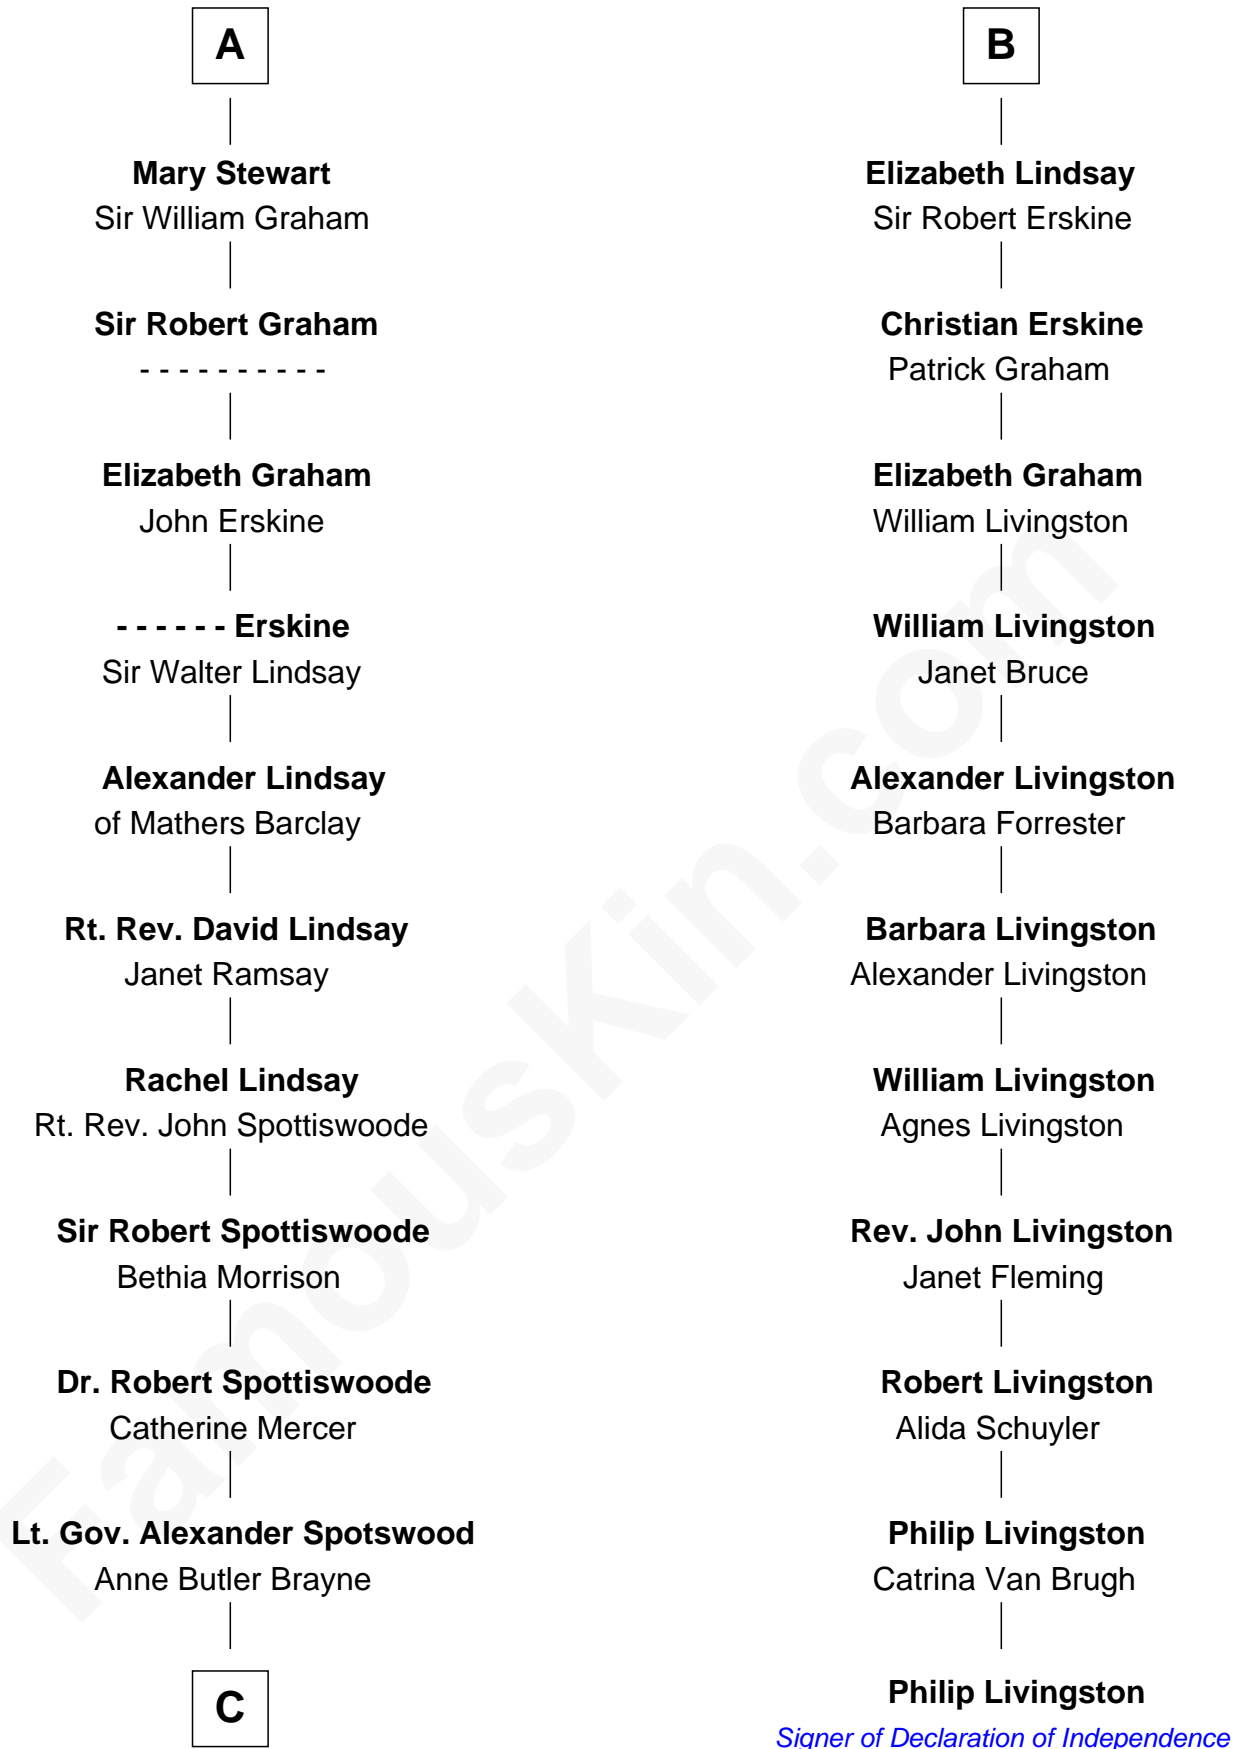 A
Mary Stewart
Sir William Graham
Sir Robert Graham
- - - - - - - - - -
Elizabeth Graham
John Erskine
- - - - - - Erskine
Sir Walter Lindsay
Alexander Lindsay
of Mathers Barclay
Rt. Rev. David Lindsay
Janet Ramsay
Rachel Lindsay
Rt. Rev. John Spottiswoode
Sir Robert Spottiswoode
Bethia Morrison
Dr. Robert Spottiswoode
Catherine Mercer
Lt. Gov. Alexander Spotswood
Anne Butler Brayne
C
B
Elizabeth Lindsay
Sir Robert Erskine
Christian Erskine
Patrick Graham
Elizabeth Graham
William Livingston
William Livingston
Janet Bruce
Alexander Livingston
Barbara Forrester
Barbara Livingston
Alexander Livingston
William Livingston
Agnes Livingston
Rev. John Livingston
Janet Fleming
Robert Livingston
Alida Schuyler
Philip Livingston
Catrina Van Brugh
Philip Livingston
Signer of Declaration of Independence
FamousKin.com